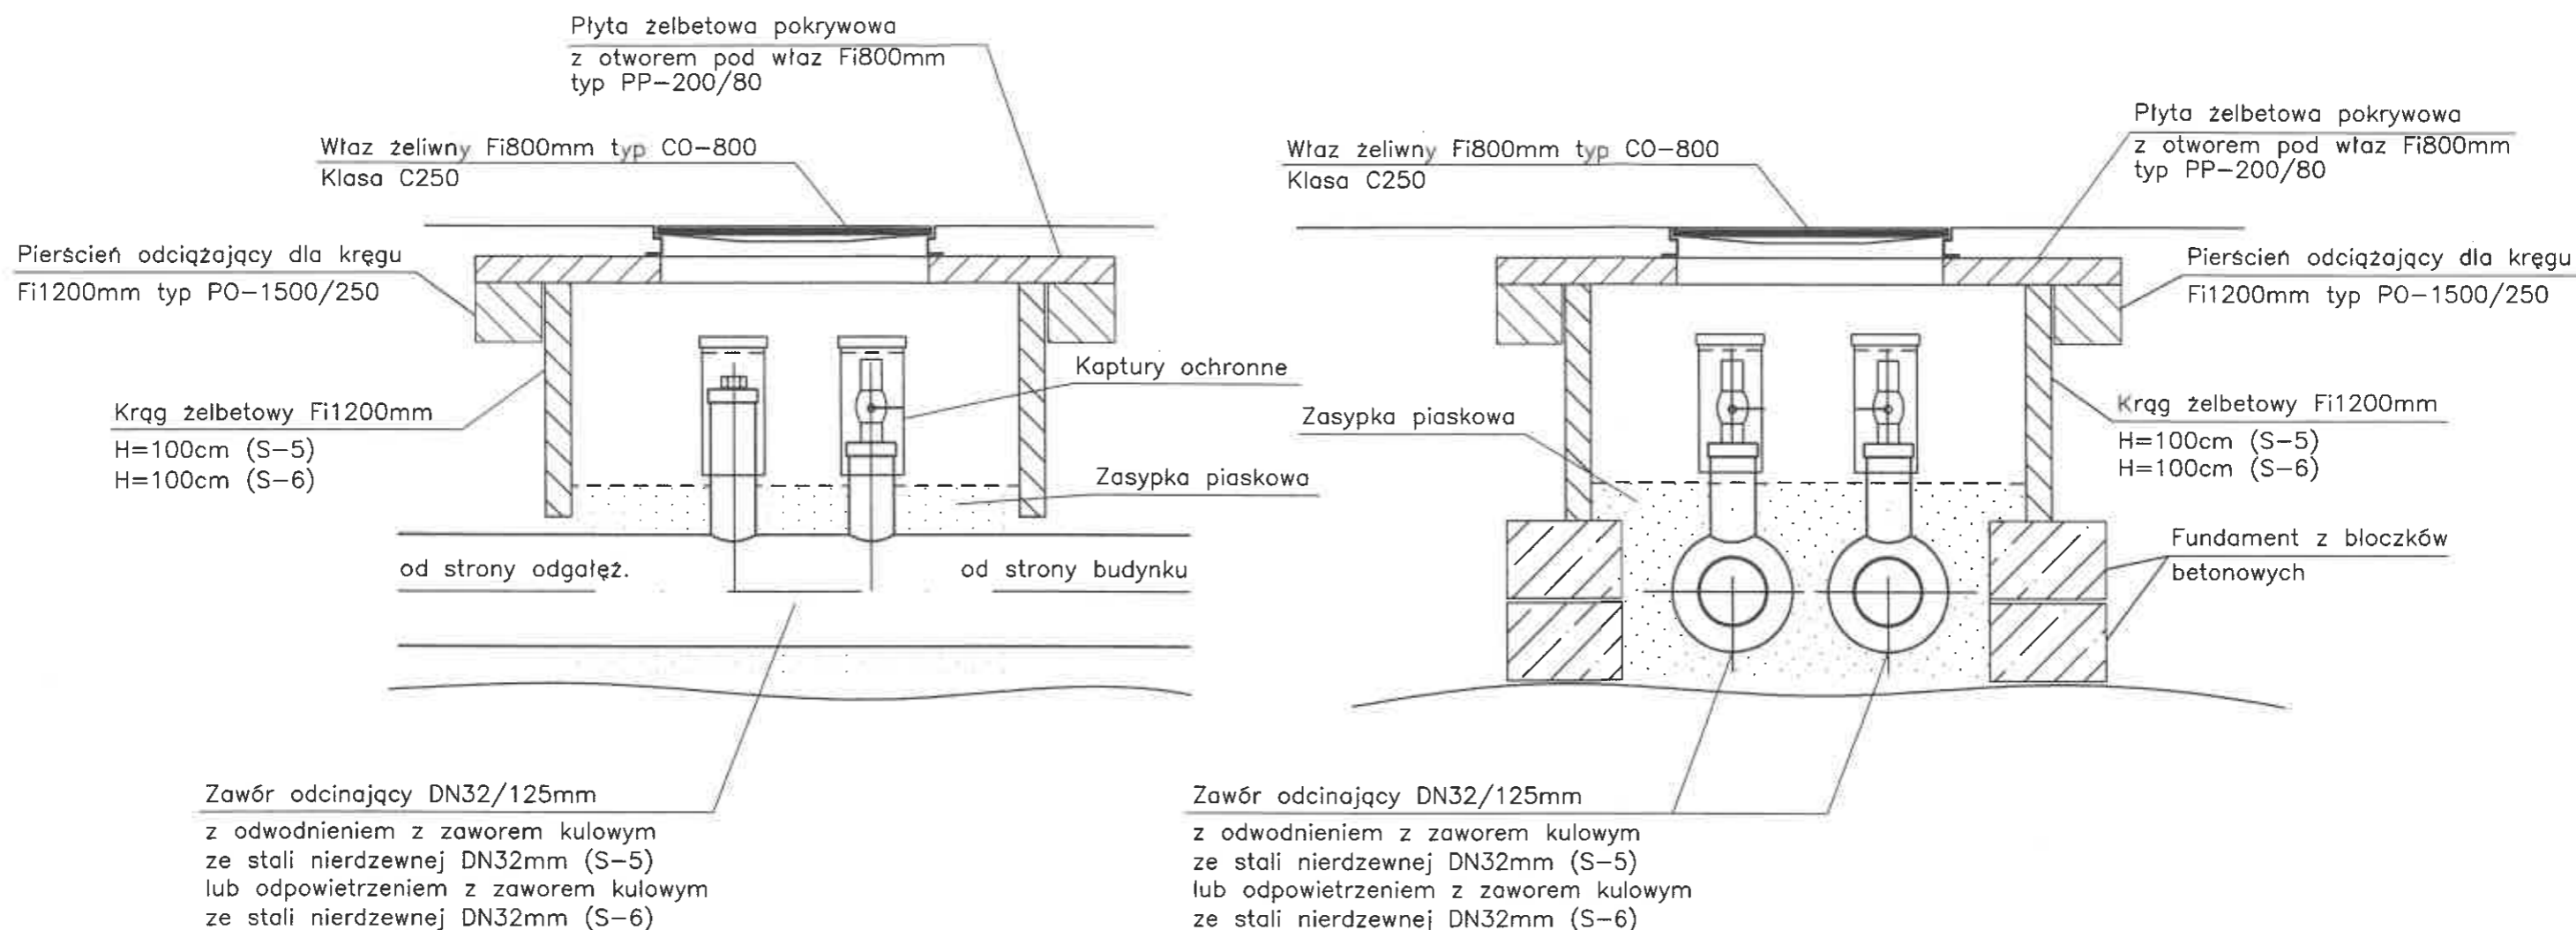 Płyta żelbetowa pokrywowa
z otworem pod właz Fi800mm
typ PP-200/80
Właz żeliwny Fi800mm typ CO-800
Klasa C250
Pierścień odciążający dla kręgu
Fi1200mm typ PO-1500/250
Krąg żelbetowy Fi1200mm
H=100cm (S-5)
H=100cm (S-6)
Kaptury ochronne
Zasypka piaskowa
od strony odgałęź.
od strony budynku
Zawór odcinający DN32/125mm
z odwodnieniem z zaworem kulowym
ze stali nierdzewnej DN32mm (S-5)
lub odpowietrzeniem z zaworem kulowym
ze stali nierdzewnej DN32mm (S-6)
Płyta żelbetowa pokrywowa
z otworem pod właz Fi800mm
typ PP-200/80
Właz żeliwny Fi800mm typ CO-800
Klasa C250
Pierścień odciążający dla kręgu
Fi1200mm typ PO-1500/250
Zasypka piaskowa
Krąg żelbetowy Fi1200mm
H=100cm (S-5)
H=100cm (S-6)
Fundament z bloczków
betonowych
Zawór odcinający DN32/125mm
z odwodnieniem z zaworem kulowym
ze stali nierdzewnej DN32mm (S-5)
lub odpowietrzeniem z zaworem kulowym
ze stali nierdzewnej DN32mm (S-6)